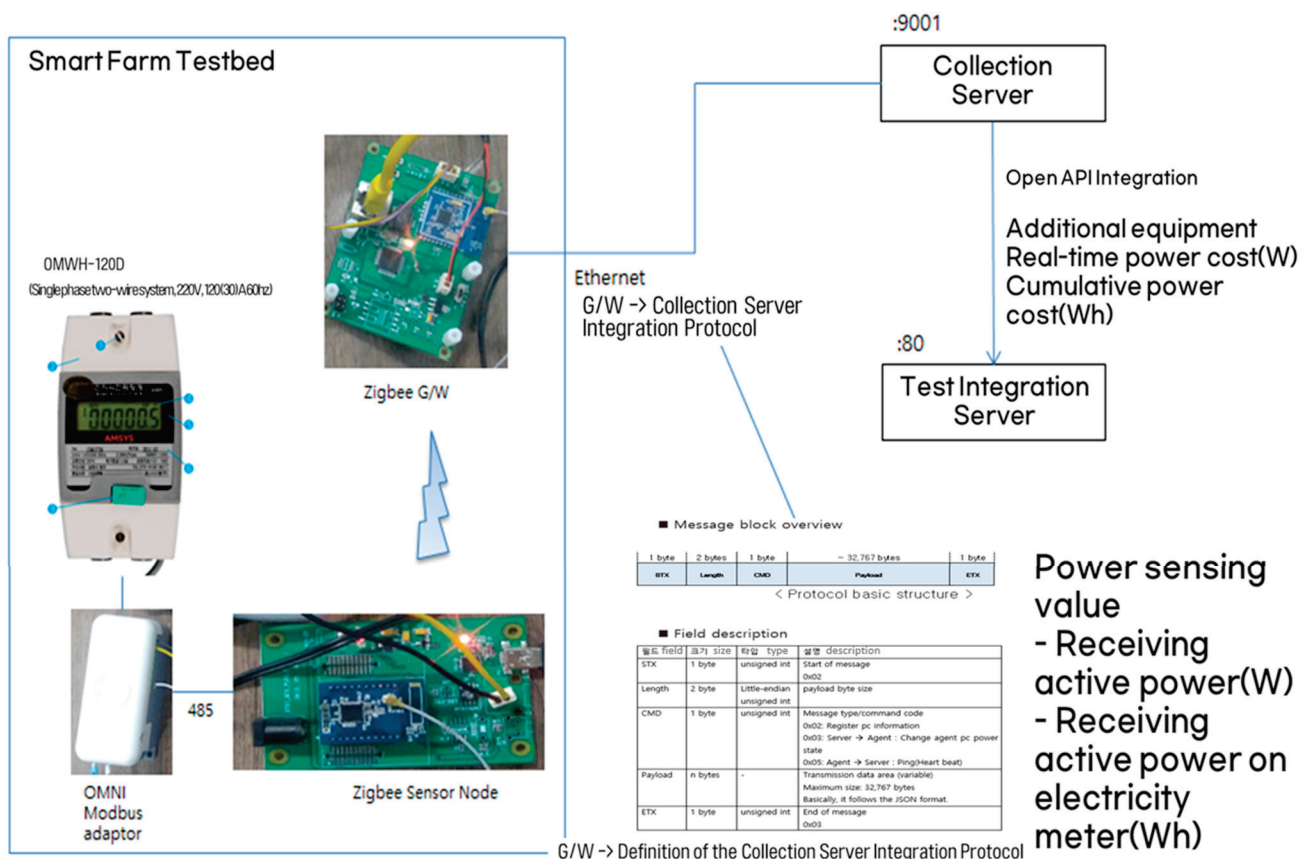 Smart Farm Testbed
:9001
Collection
Server
Open API Integration
Additional equipment
Real-time power cost(W)
Cumulative power
cost(Wh)
:80
Test Integration
Server
Ethernet
G/W -> Collection Server
Integration Protocol
OMWH-120D
(Single phase two-wire system, 220V, 120(30)A 60hz)
AMSYS
Zigbee G/W
485
OMNI
Modbus
adaptor
Zigbee Sensor Node
■ Message block overview
1 byte 2 bytes 1 byte ~ 32,767 bytes 1 byte
STX Length CMD Payload ETX
< Protocol basic structure >
■ Field description
필드 field 크기 size 타입 type 설명 description
STX 1 byte unsigned int Start of message
0x02
Length 2 byte Little-endian payload byte size
unsigned int
CMD 1 byte unsigned int Message type/command code
0x02: Register pc information
0x03: Server → Agent : Change agent pc power
state
0x05: Agent → Server : Ping(Heart beat)
Payload n bytes - Transmission data area (variable)
Maximum size: 32,767 bytes
Basically, it follows the JSON format.
ETX 1 byte unsigned int End of message
0x03
G/W -> Definition of the Collection Server Integration Protocol
Power sensing
value
- Receiving
active power(W)
- Receiving
active power on
electricity
meter(Wh)